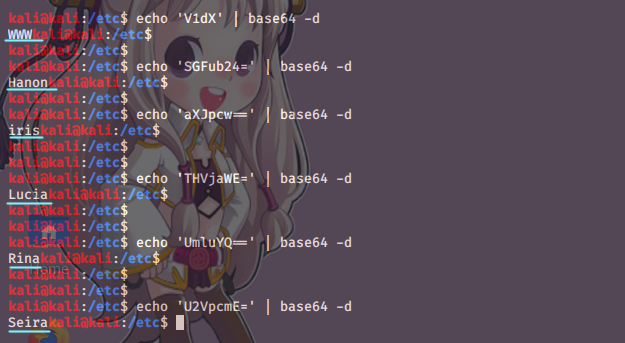 kali@kali:/etc$ echo 'V1dX' | base64 -d
WWWkali@kali:/etc$
kali@kali:/etc$
kali@kali:/etc$ echo 'SGFub24=' | base64 -d
Hanonkali@kali:/etc$
kali@kali:/etc$
kali@kali:/etc$ echo 'aXJpcw==' | base64 -d
iriskali@kali:/etc$
kali@kali:/etc$
kali@kali:/etc$
kali@kali:/etc$ echo 'THVjaWE=' | base64 -d
Luciakali@kali:/etc$
kali@kali:/etc$
kali@kali:/etc$
kali@kali:/etc$ echo 'UmluYQ==' | base64 -d
Rinakali@kali:/etc$
kali@kali:/etc$
kali@kali:/etc$
kali@kali:/etc$ echo 'U2VpcmE=' | base64 -d
Seirakali@kali:/etc$